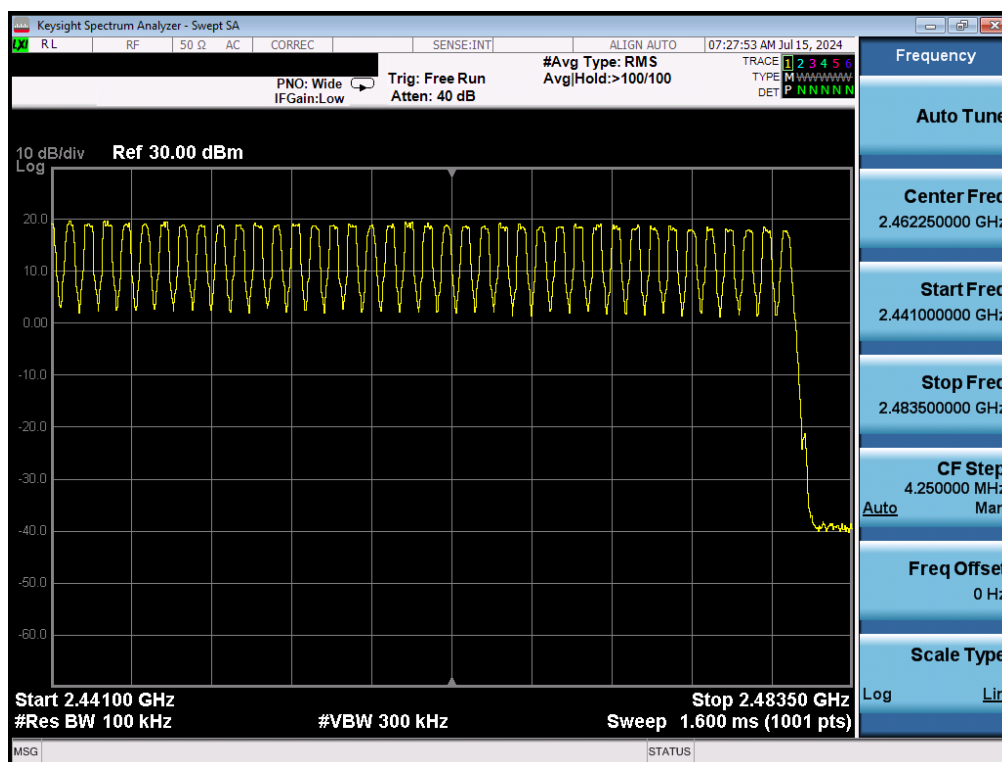 Keysight Spectrum Analyzer - Swept SA
LXI RL RF 50 Ω AC CORREC SENSE:INT ALIGN AUTO 07:27:53 AM Jul 15, 2024
PNO: Wide
IFGain:Low
Trig: Free Run
Atten: 40 dB
#Avg Type: RMS
Avg|Hold:>100/100
TRACE 1 2 3 4 5 6
TYPE M WWWWW
DET P N N N N N
10 dB/div Ref 30.00 dBm
Log
20.0
10.0
0.00
-10.0
-20.0
-30.0
-40.0
-50.0
-60.0
Start 2.44100 GHz Stop 2.48350 GHz
#Res BW 100 kHz #VBW 300 kHz Sweep 1.600 ms (1001 pts)
MSG STATUS
Frequency
Auto Tune
Center Freq
2.462250000 GHz
Start Freq
2.441000000 GHz
Stop Freq
2.483500000 GHz
CF Step
4.250000 MHz
Auto Man
Freq Offset
0 Hz
Scale Type
Log Lin